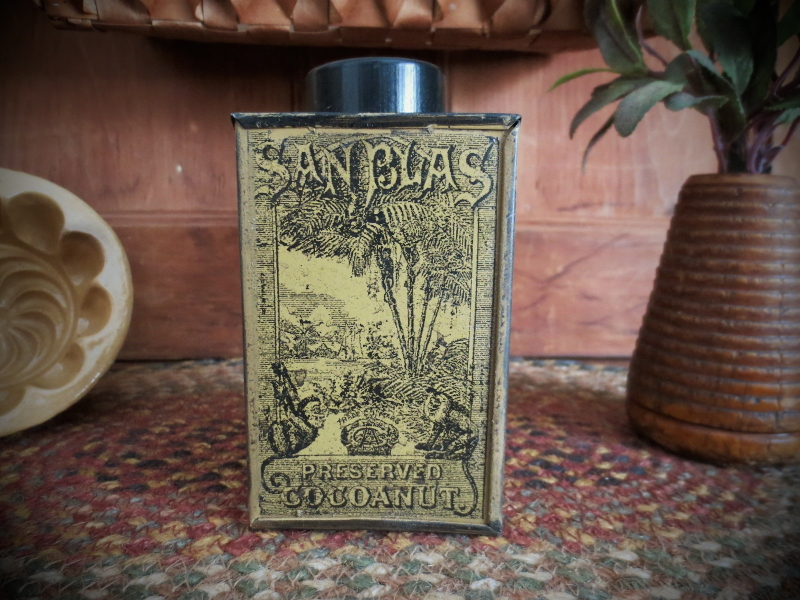 SAN BLAS
PRESERVED
COCOANUT.